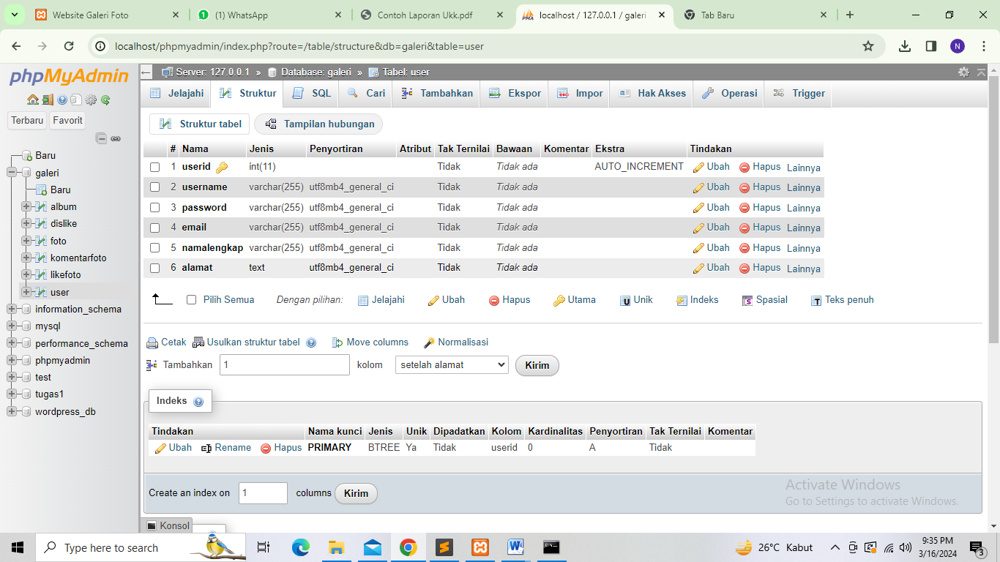 Website Galeri Foto (1) WhatsApp Contoh Laporan Ukk.pdf localhost / 127.0.0.1 / galeri Tab Baru
localhost/phpmyadmin/index.php?route=/table/structure&db=galeri&table=user N
phpMyAdmin
Terbaru Favorit
Baru
galeri
Baru
album
dislike
foto
komentarfoto
likefoto
user
information_schema
mysql
performance_schema
phpmyadmin
test
tugas1
wordpress_db
Server: 127.0.0.1 » Database: galeri » Tabel: user
Jelajahi Struktur SQL Cari Tambahkan Ekspor Impor Hak Akses Operasi Trigger
Struktur tabel Tampilan hubungan
# Nama Jenis Penyortiran Atribut Tak Ternilai Bawaan Komentar Ekstra Tindakan
1 userid int(11) Tidak Tidak ada AUTO_INCREMENT Ubah Hapus Lainnya
2 username varchar(255) utf8mb4_general_ci Tidak Tidak ada Ubah Hapus Lainnya
3 password varchar(255) utf8mb4_general_ci Tidak Tidak ada Ubah Hapus Lainnya
4 email varchar(255) utf8mb4_general_ci Tidak Tidak ada Ubah Hapus Lainnya
5 namalengkap varchar(255) utf8mb4_general_ci Tidak Tidak ada Ubah Hapus Lainnya
6 alamat text utf8mb4_general_ci Tidak Tidak ada Ubah Hapus Lainnya
Pilih Semua Dengan pilihan: Jelajahi Ubah Hapus Utama Unik Indeks Spasial Teks penuh
Cetak Usulkan struktur tabel Move columns Normalisasi
Tambahkan 1 kolom setelah alamat Kirim
Indeks
Tindakan Nama kunci Jenis Unik Dipadatkan Kolom Kardinalitas Penyortiran Tak Ternilai Komentar
Ubah Rename Hapus PRIMARY BTREE Ya Tidak userid 0 A Tidak
Create an index on 1 columns Kirim
Activate Windows
Go to Settings to activate Windows.
Konsol
Type here to search 26°C Kabut 9:35 PM
3/16/2024 3